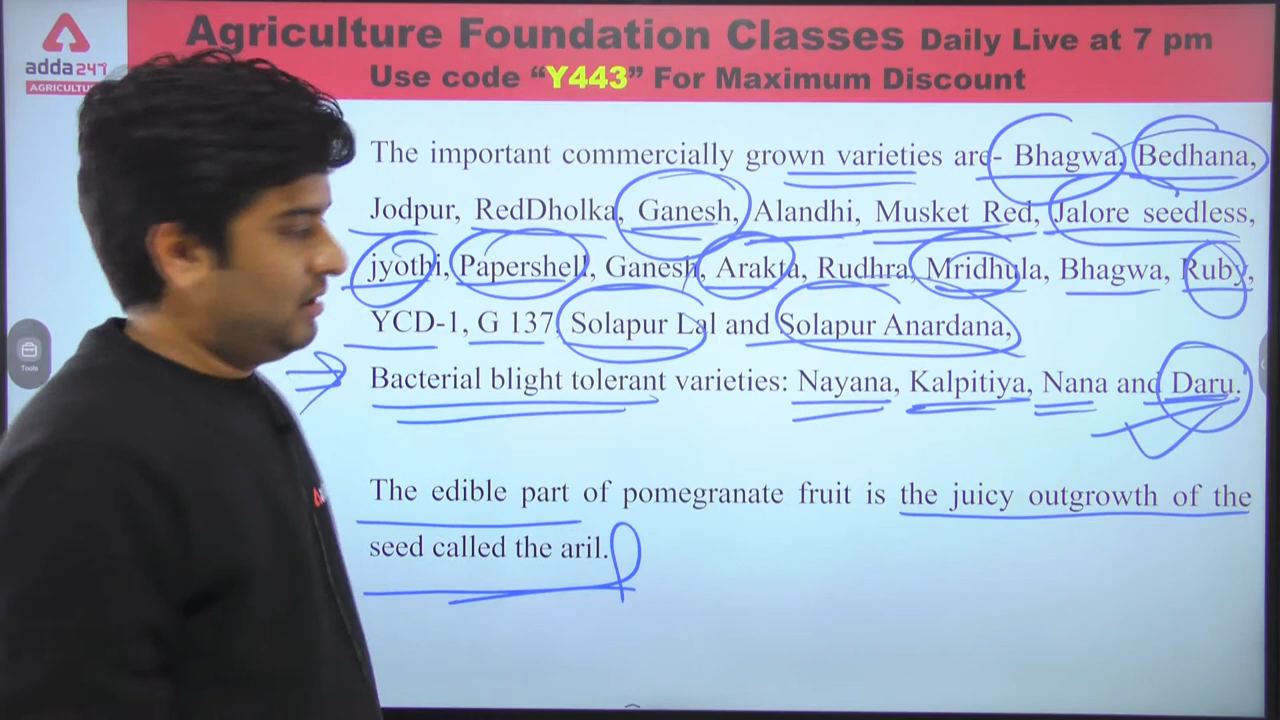 Agriculture Foundation Classes Daily Live at 7 pm
Use code “Y443” For Maximum Discount
adda247
AGRICULTU
The important commercially grown varieties are- Bhagwa, Bedhana,
Jodpur, RedDholka, Ganesh, Alandhi, Musket Red, Jalore seedless,
jyothi, Papershell, Ganesh, Arakta, Rudhra, Mridhula, Bhagwa, Ruby,
YCD-1, G 137, Solapur Lal and Solapur Anardana,
Bacterial blight tolerant varieties: Nayana, Kalpitiya, Nana and Daru.
The edible part of pomegranate fruit is the juicy outgrowth of the
seed called the aril.
Tools